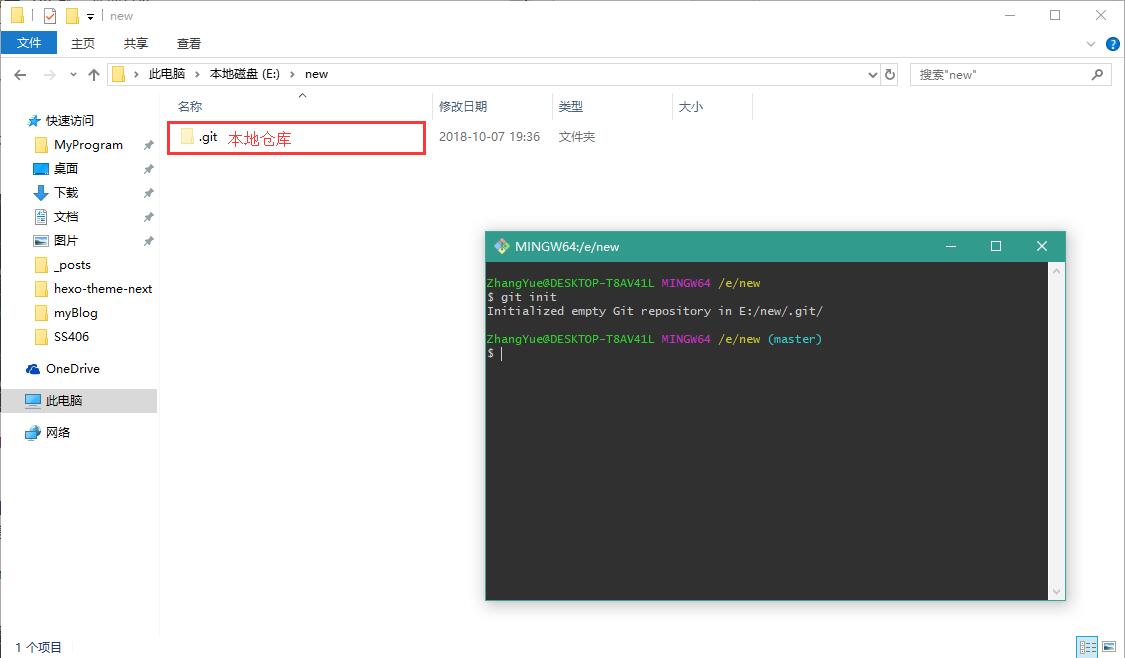 new
文件 主页 共享 查看
此电脑 本地磁盘 (E:) new
搜索"new"
名称 修改日期 类型 大小
.git 本地仓库 2018-10-07 19:36 文件夹
快速访问
MyProgram
桌面
下载
文档
图片
_posts
hexo-theme-next
myBlog
SS406
OneDrive
此电脑
网络
MINGW64:/e/new
ZhangYue@DESKTOP-T8AV41L MINGW64 /e/new
$ git init
Initialized empty Git repository in E:/new/.git/
ZhangYue@DESKTOP-T8AV41L MINGW64 /e/new (master)
$
1 个项目